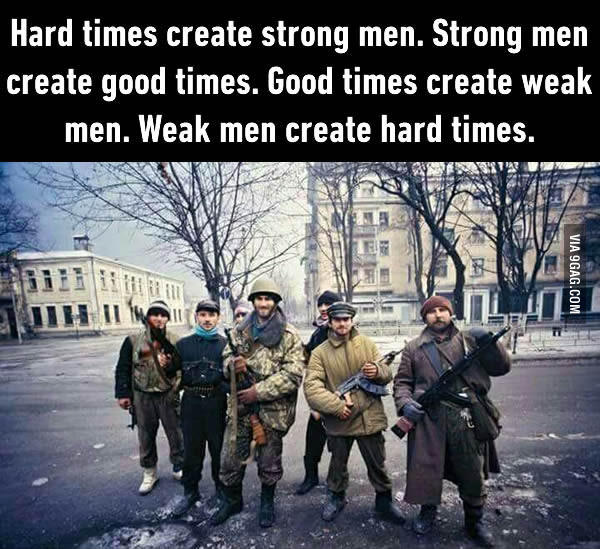 Hard times create strong men. Strong men
create good times. Good times create weak
men. Weak men create hard times.
VIA 9GAG.COM